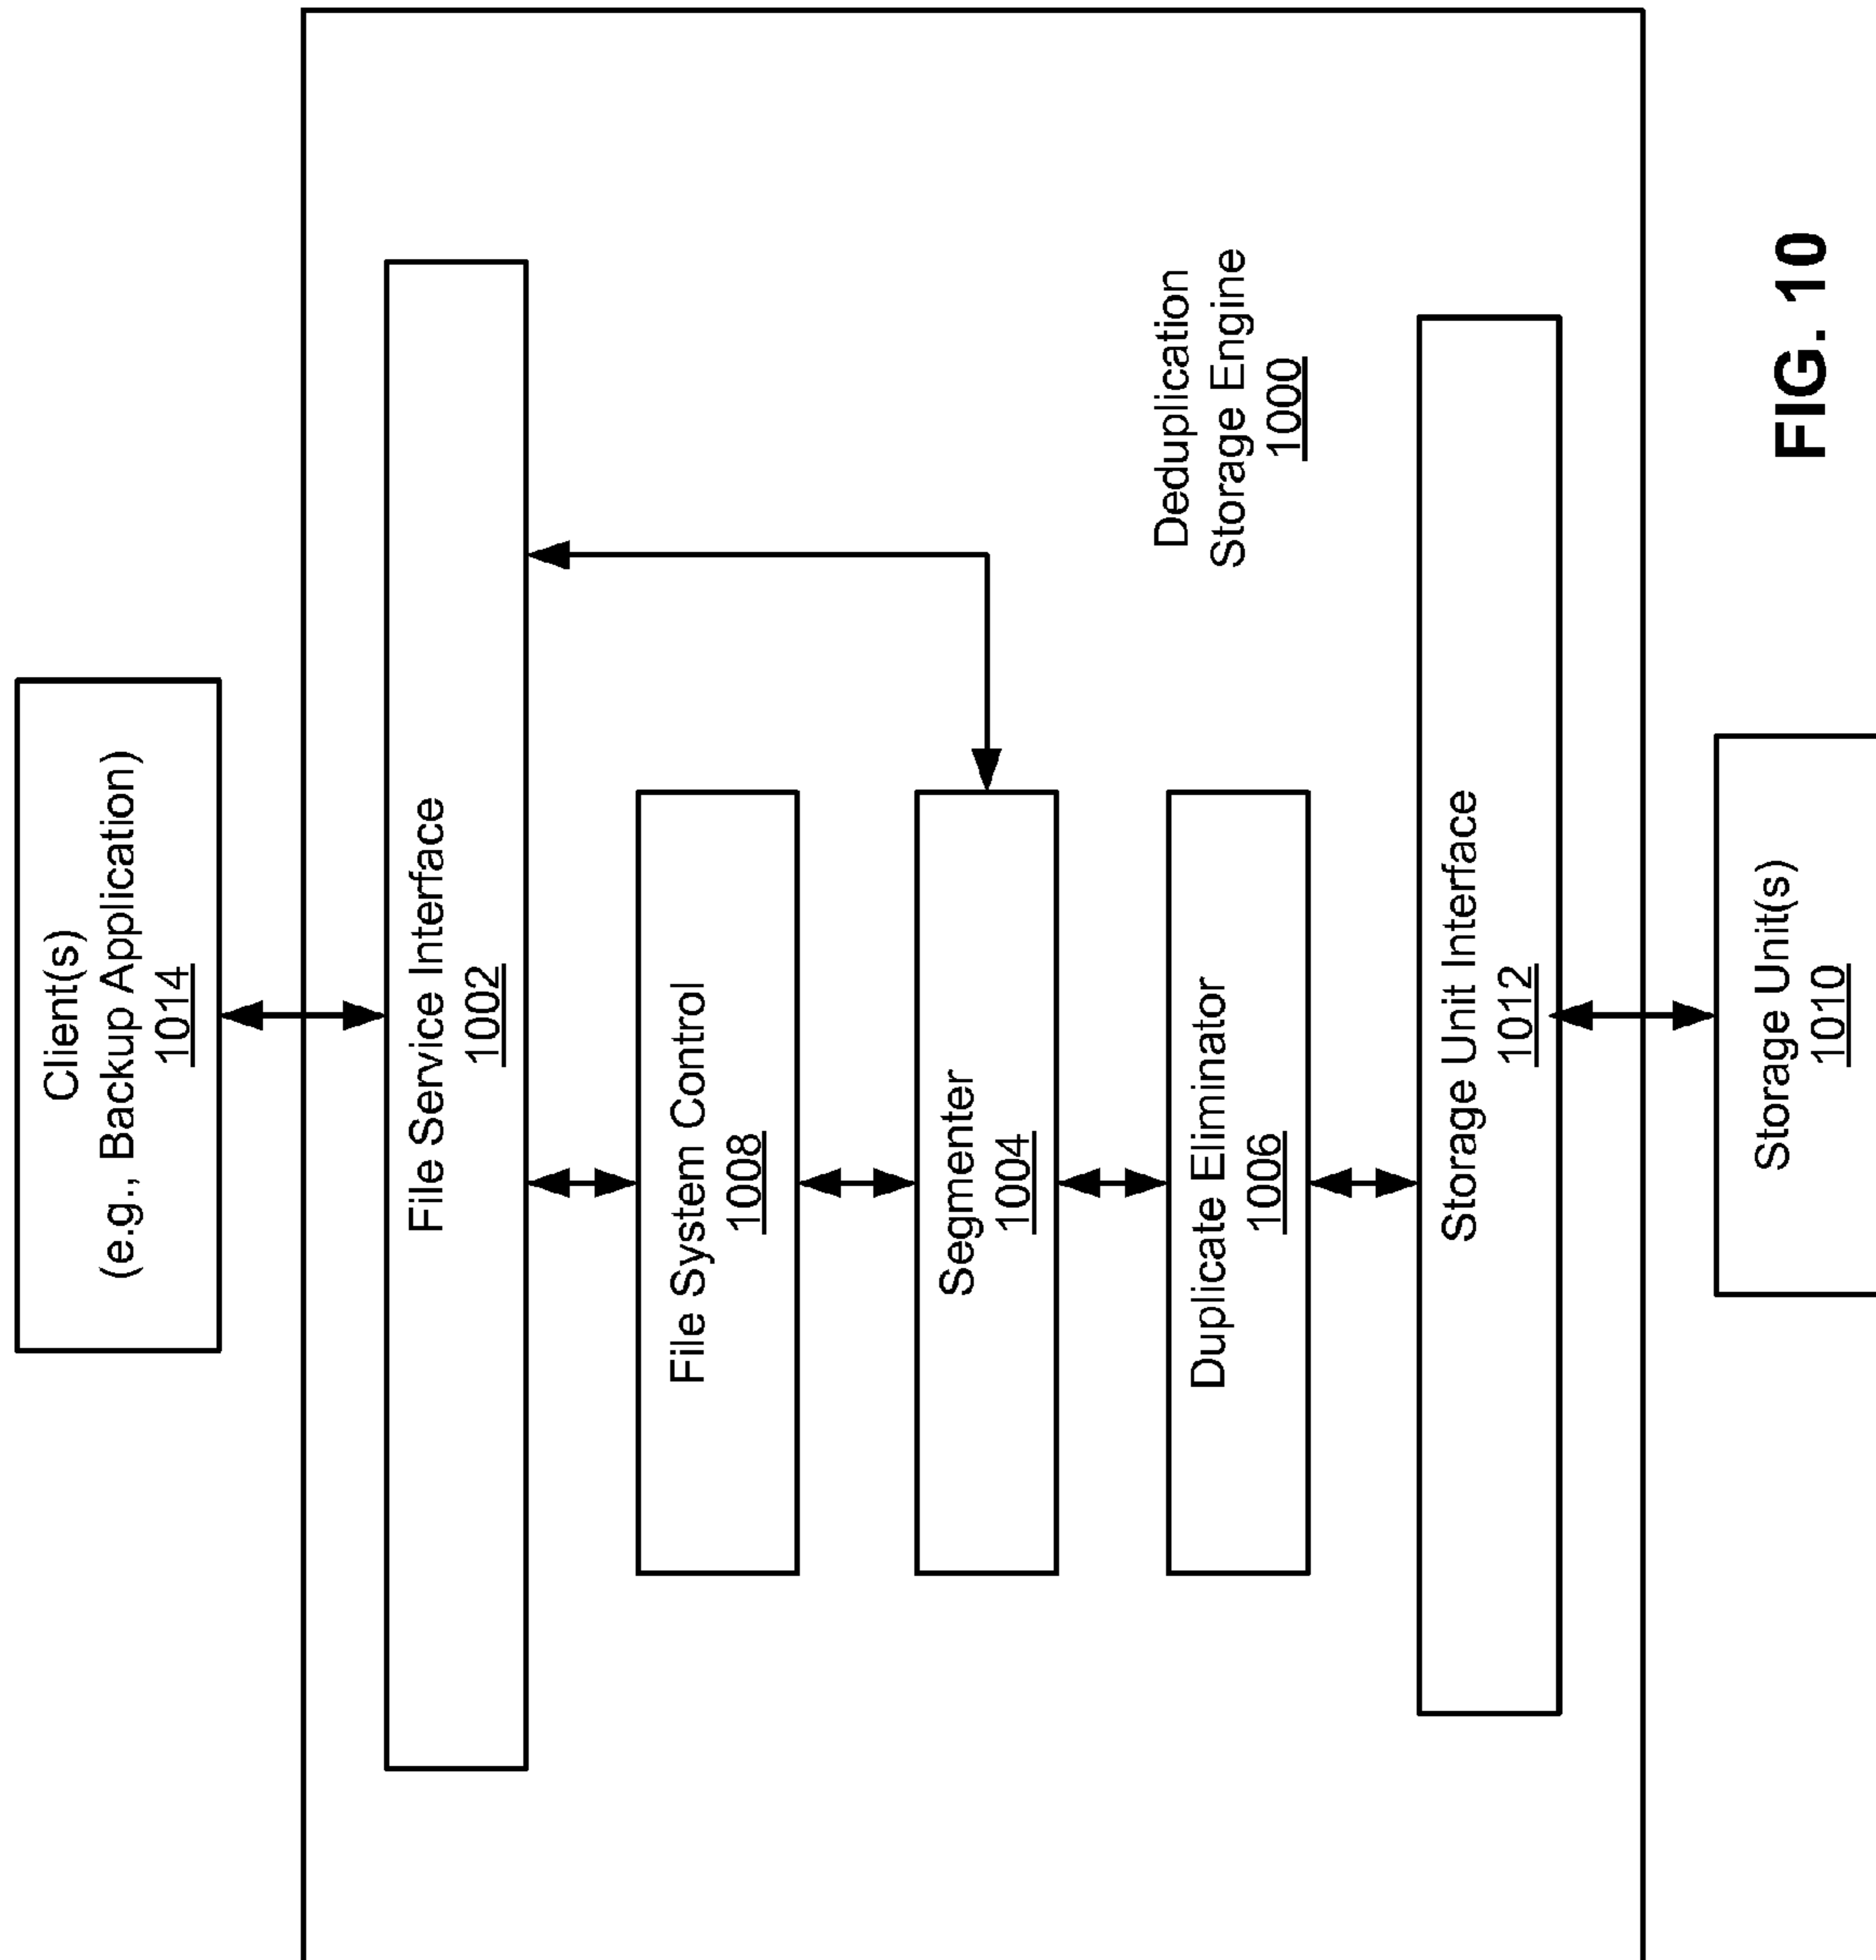 Client(s)
(e.g., Backup Application)
1014
File Service Interface
1002
File System Control
1008
Segmenter
1004
Duplicate Eliminator
1006
Deduplication
Storage Engine
1000
Storage Unit Interface
1012
Storage Unit(s)
1010
FIG. 10